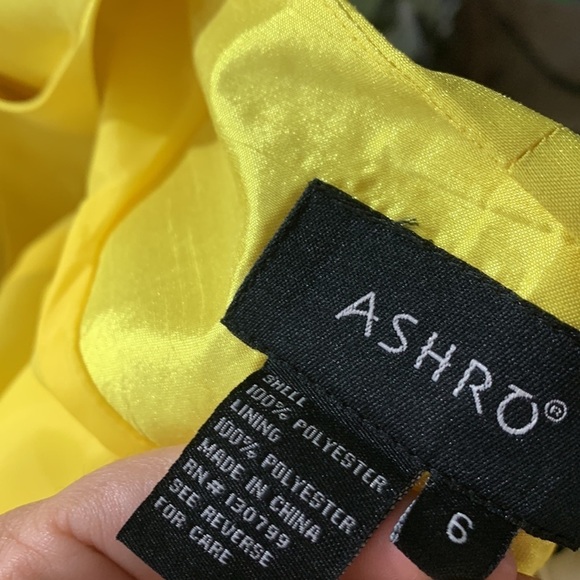 ASHRO®
SHELL
100% POLYESTER
LINING
100% POLYESTER
MADE IN CHINA
RN# 130799
SEE REVERSE
FOR CARE
6